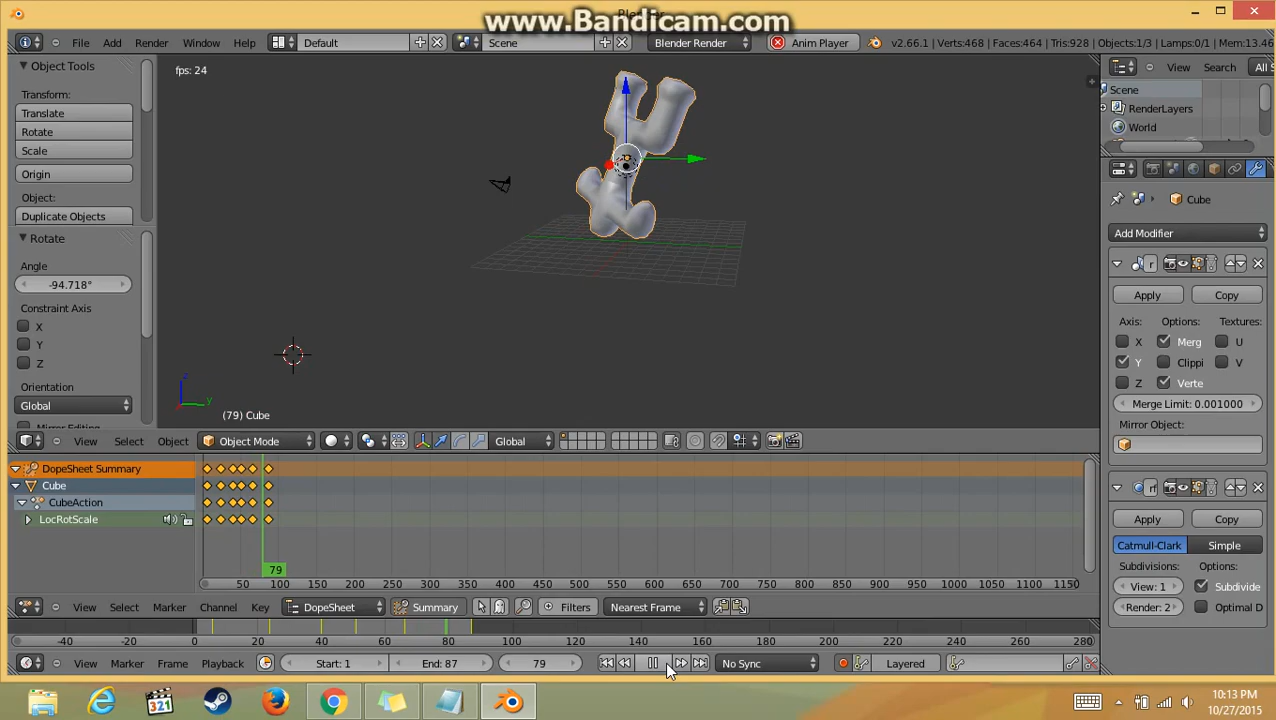 www.Bandicam.com
File Add Render Window Help Default Scene Blender Render Anim Player v2.66.1 | Verts:468 | Faces:464 | Tris:928 | Objects:1/3 | Lamps:0/1 | Mem:13.46
Object Tools
Transform:
Translate
Rotate
Scale
Origin
Object:
Duplicate Objects
Rotate
Angle
-94.718°
Constraint Axis
X
Y
Z
Orientation
Global
fps: 24
z
y
(79) Cube
View Select Object Object Mode Global
View Search All S
Scene
RenderLayers
World
Cube
Add Modifier
Apply Copy
Axis: Options: Textures:
X Merg U
Y Clippi V
Z Verte
Merge Limit: 0.001000
Mirror Object:
Apply Copy
Catmull-Clark Simple
Subdivisions: Options:
View: 1 Subdivide
Render: 2 Optimal D
DopeSheet Summary
Cube
CubeAction
LocRotScale
79
50 100 150 200 250 300 350 400 450 500 550 600 650 700 750 800 850 900 950 1000 1050 1100 1150
View Select Marker Channel Key DopeSheet Summary Filters Nearest Frame
-40 -20 0 20 40 60 80 100 120 140 160 180 200 220 240 260 280
View Marker Frame Playback Start: 1 End: 87 79 No Sync Layered
321
10:13 PM
10/27/2015